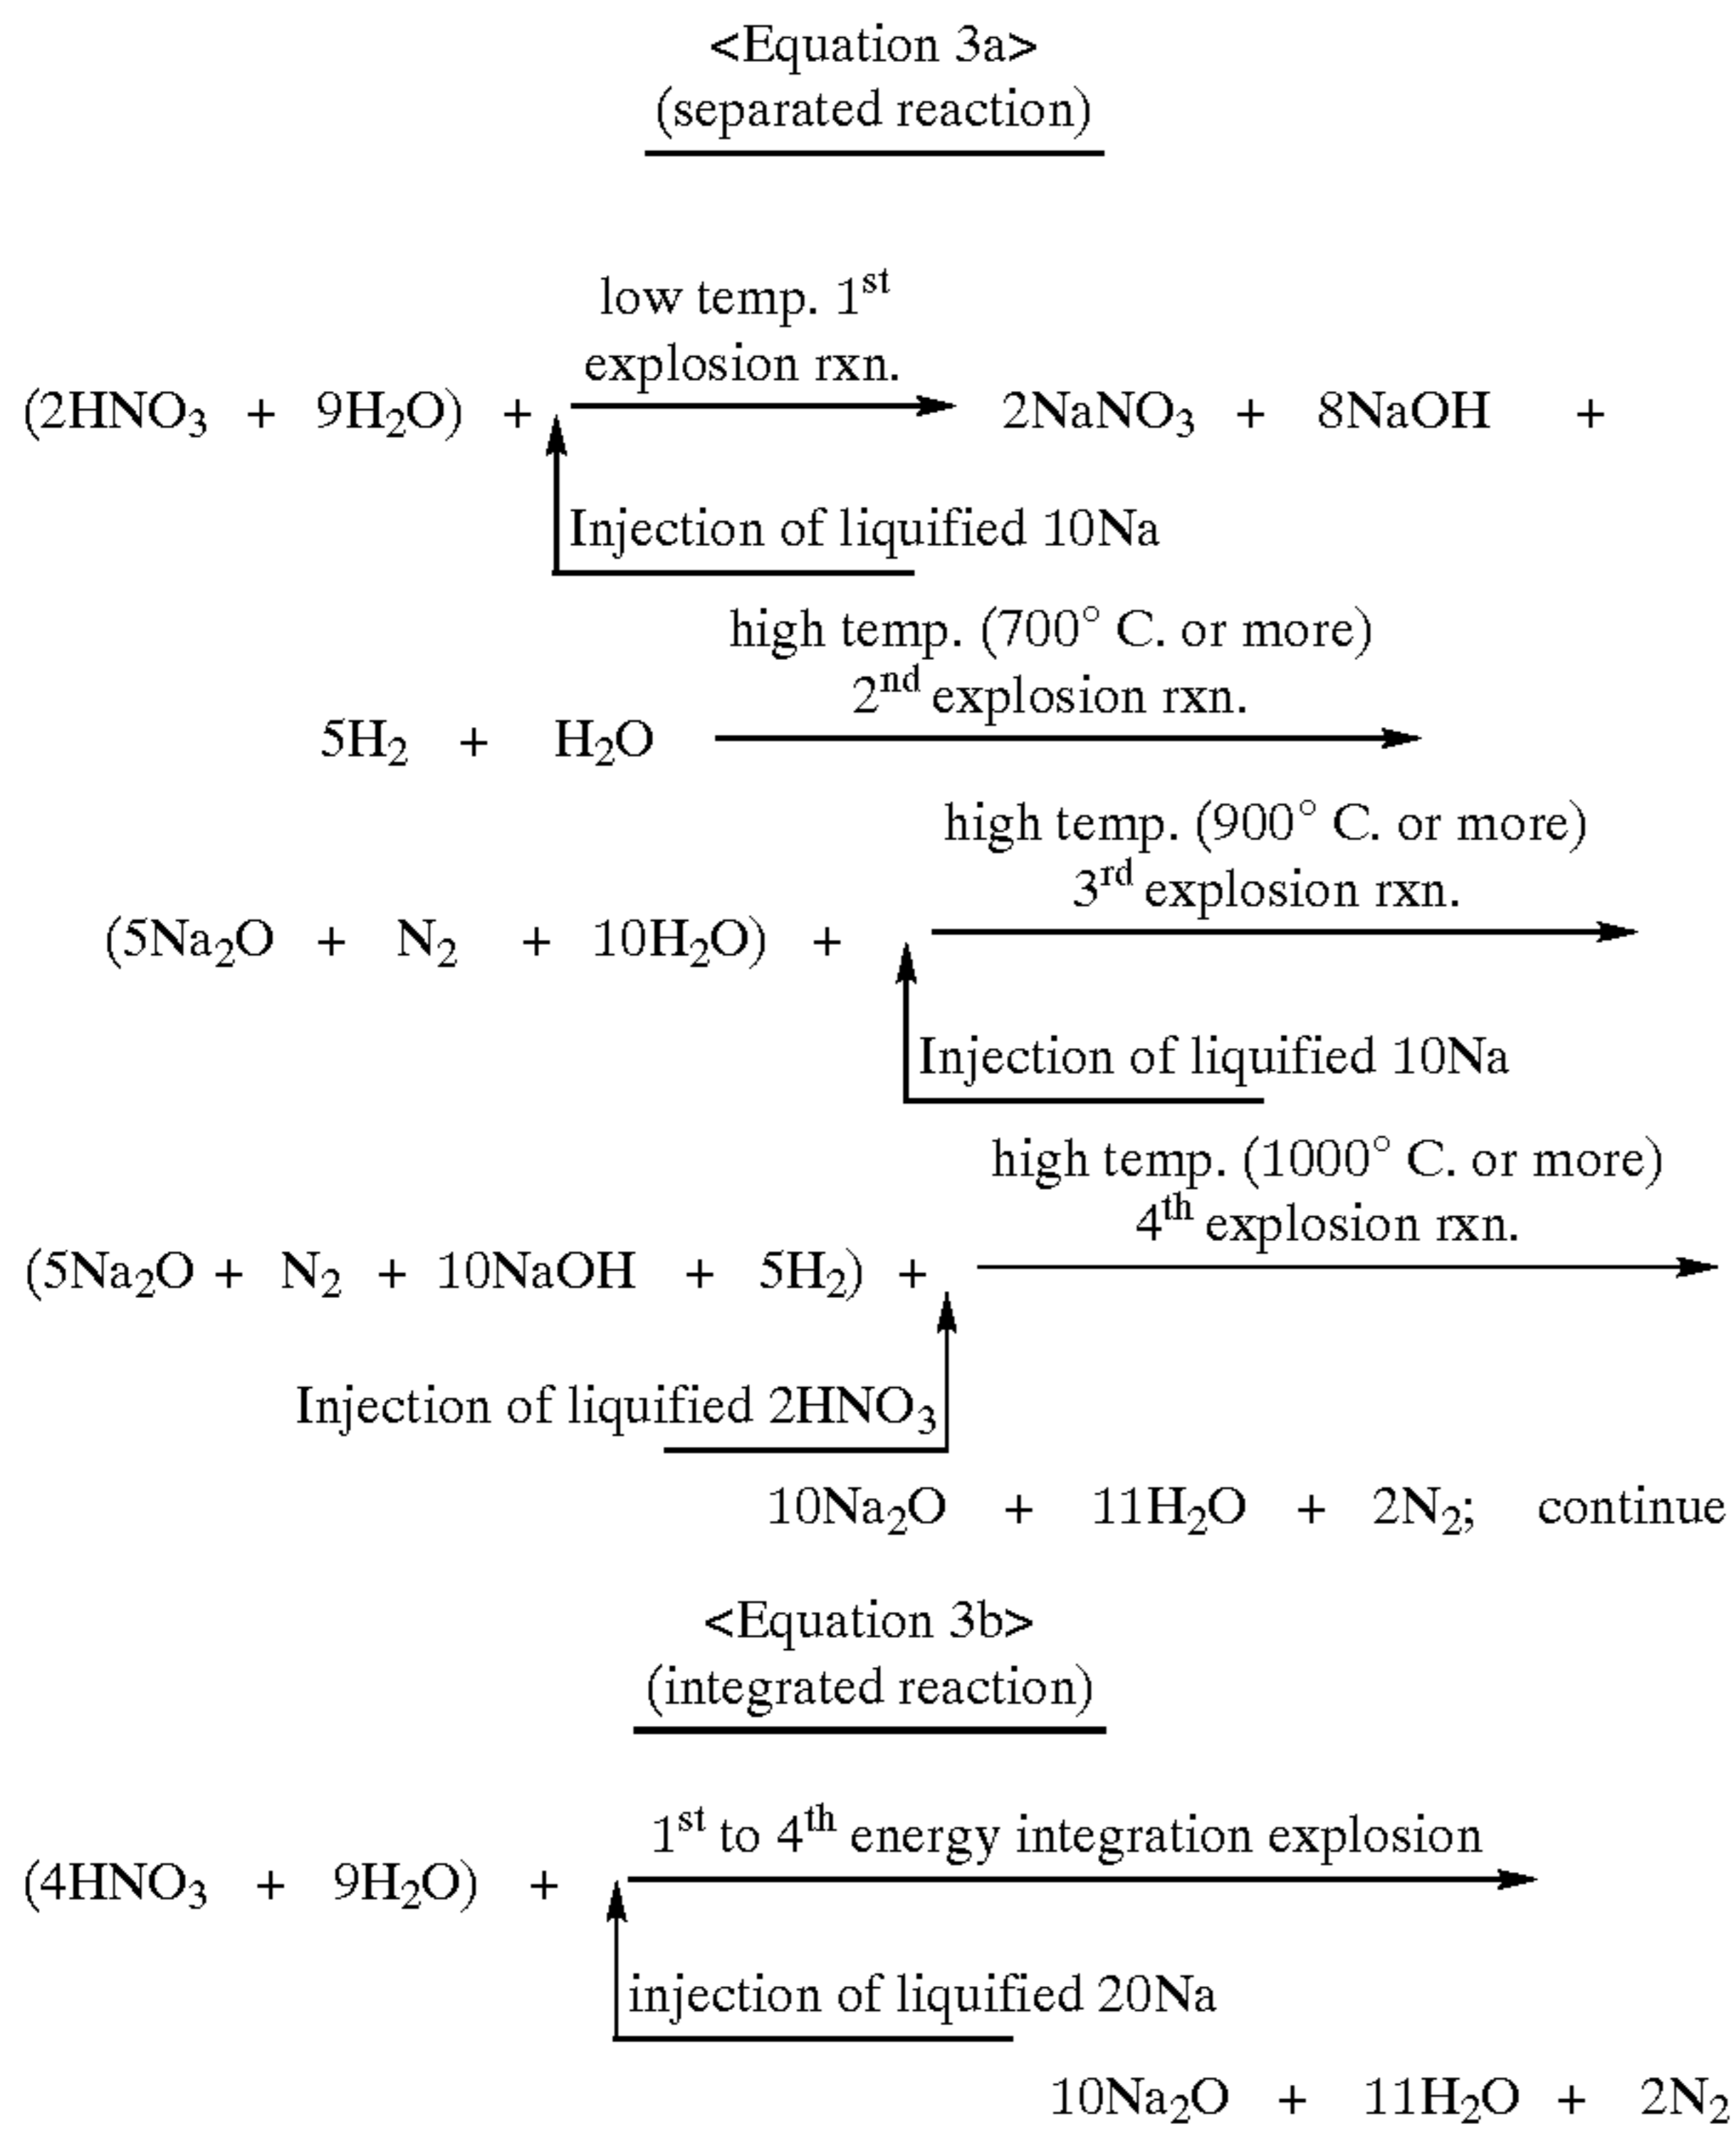 <Equation 3a>
(separated reaction)
low temp. 1st
explosion rxn.
(2HNO3 + 9H2O) + 2NaNO3 + 8NaOH +
Injection of liquified 10Na
high temp. (700° C. or more)
2nd explosion rxn.
5H2 + H2O
high temp. (900° C. or more)
3rd explosion rxn.
(5Na2O + N2 + 10H2O) +
Injection of liquified 10Na
high temp. (1000° C. or more)
4th explosion rxn.
(5Na2O + N2 + 10NaOH + 5H2) +
Injection of liquified 2HNO3
10Na2O + 11H2O + 2N2; continue
<Equation 3b>
(integrated reaction)
1st to 4th energy integration explosion
(4HNO3 + 9H2O) +
injection of liquified 20Na
10Na2O + 11H2O + 2N2